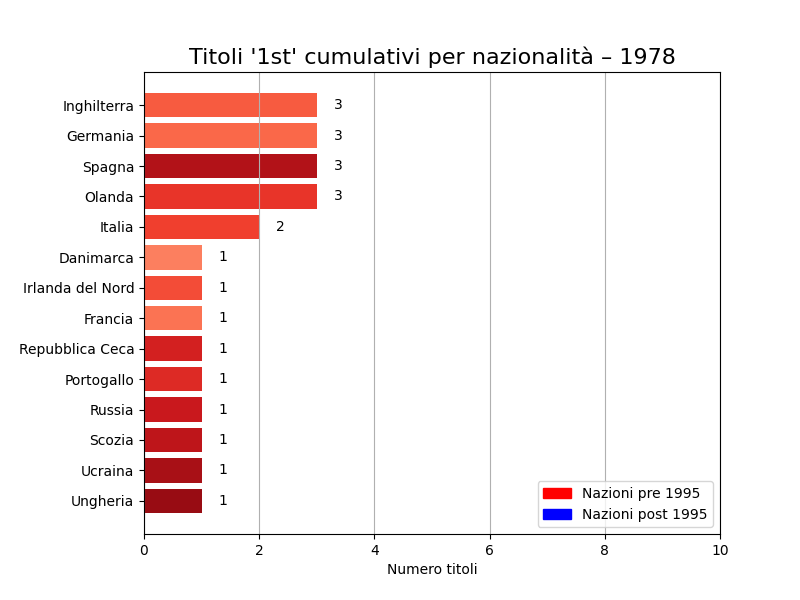 Titoli '1st' cumulativi per nazionalità – 1978
Inghilterra 3
Germania 3
Spagna 3
Olanda 3
Italia 2
Danimarca 1
Irlanda del Nord 1
Francia 1
Repubblica Ceca 1
Portogallo 1
Russia 1
Scozia 1
Ucraina 1
Ungheria 1
Nazioni pre 1995
Nazioni post 1995
0 2 4 6 8 10
Numero titoli